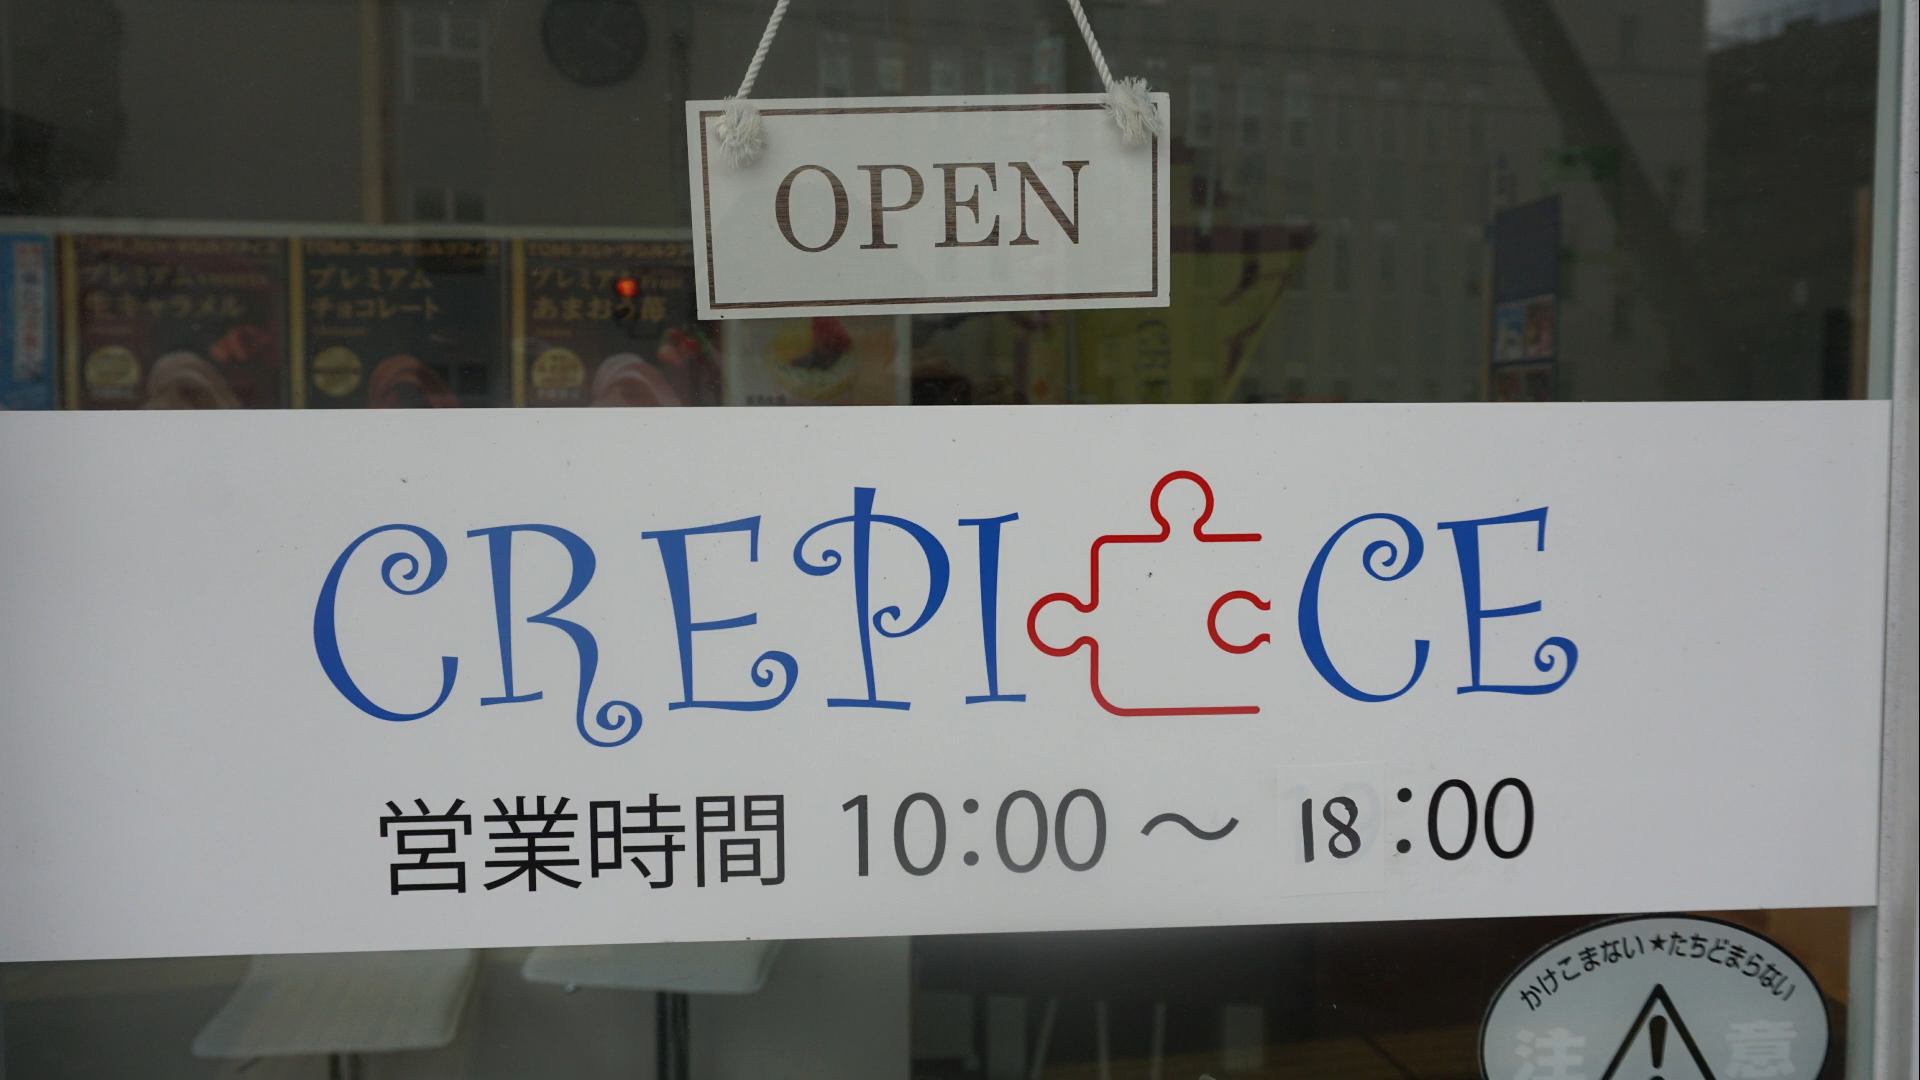 OPEN
プレミアム
生キャラメル
プレミアム
チョコレート
プレミアム
あまおう苺
CREPIECE
営業時間 10:00～18:00
かけこまない★たちどまらない
注意